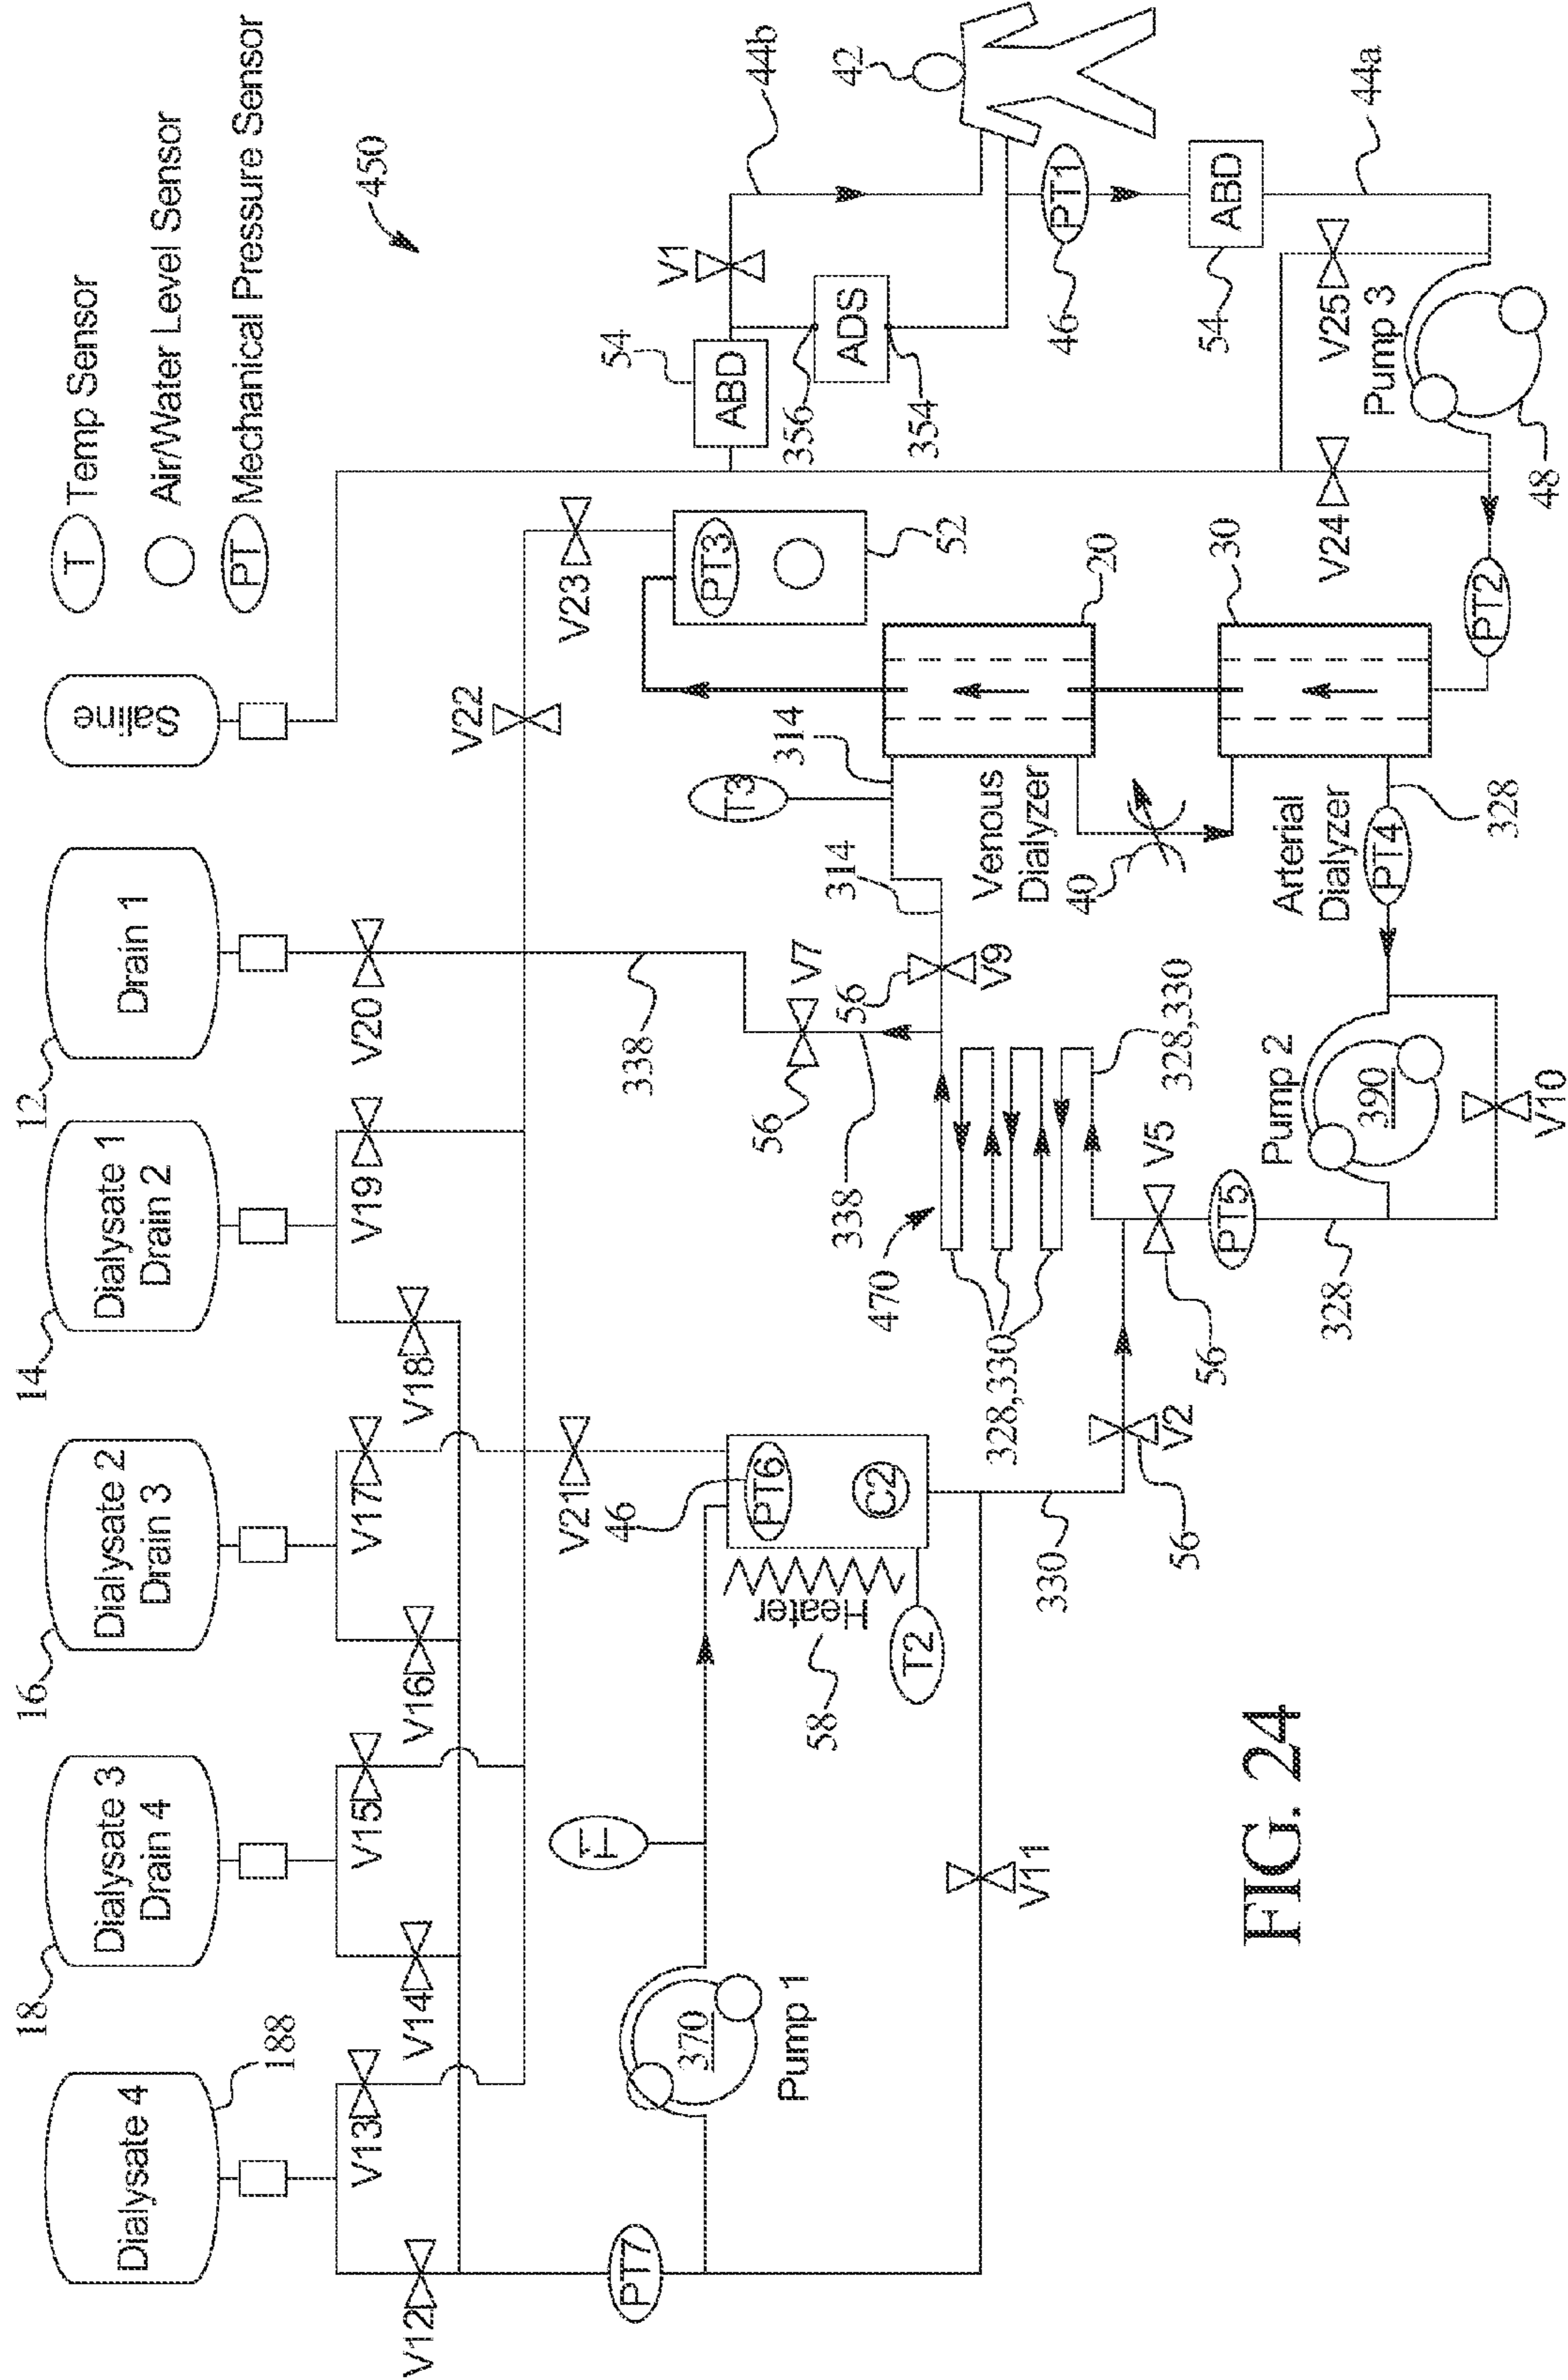 T Temp Sensor
Air/Water Level Sensor
PT Mechanical Pressure Sensor
450
Dialysate 4
188
18
Dialysate 3
Drain 4
16
Dialysate 2
Drain 3
14
Dialysate 1
Drain 2
12
Drain 1
Saline
V12
V13
V14
V15
V16
V17
V18
V19
V20
V22
V23
V21
PT7
370
Pump 1
T1
58
Heater
T2
46
PT6
C2
V11
330
V2
56
470
328,330
328,330
338
338
56
V7
56
V9
314
314
T3
PT3
52
20
Venous
Dialyzer
40
30
Arterial
Dialyzer
328
PT4
Pump 2
390
V10
V5
56
PT5
328
PT2
V24
V25
Pump 3
48
54
ABD
V1
356
ADS
354
44b
42
PT1
46
ABD
54
44a
FIG. 24